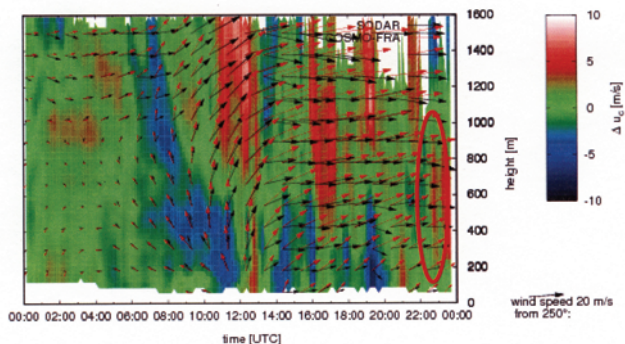 SODAR
COSMO-FRA
1600
1400
1200
1000
800
600
400
200
0
height [m]
00:00 02:00 04:00 06:00 08:00 10:00 12:00 14:00 16:00 18:00 20:00 22:00 00:00
time [UTC]
10
5
0
-5
-10
Δ u_c [m/s]
wind speed 20 m/s
from 250°: